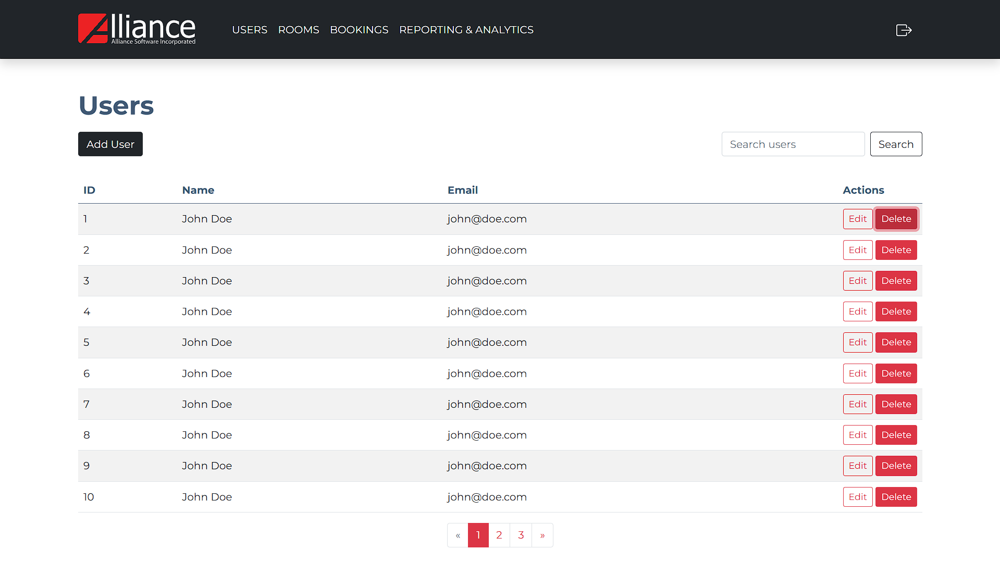 Alliance
Alliance Software Incorporated
USERS ROOMS BOOKINGS REPORTING & ANALYTICS
Users
Add User
Search users Search
ID Name Email Actions
1 John Doe john@doe.com Edit Delete
2 John Doe john@doe.com Edit Delete
3 John Doe john@doe.com Edit Delete
4 John Doe john@doe.com Edit Delete
5 John Doe john@doe.com Edit Delete
6 John Doe john@doe.com Edit Delete
7 John Doe john@doe.com Edit Delete
8 John Doe john@doe.com Edit Delete
9 John Doe john@doe.com Edit Delete
10 John Doe john@doe.com Edit Delete
« 1 2 3 »